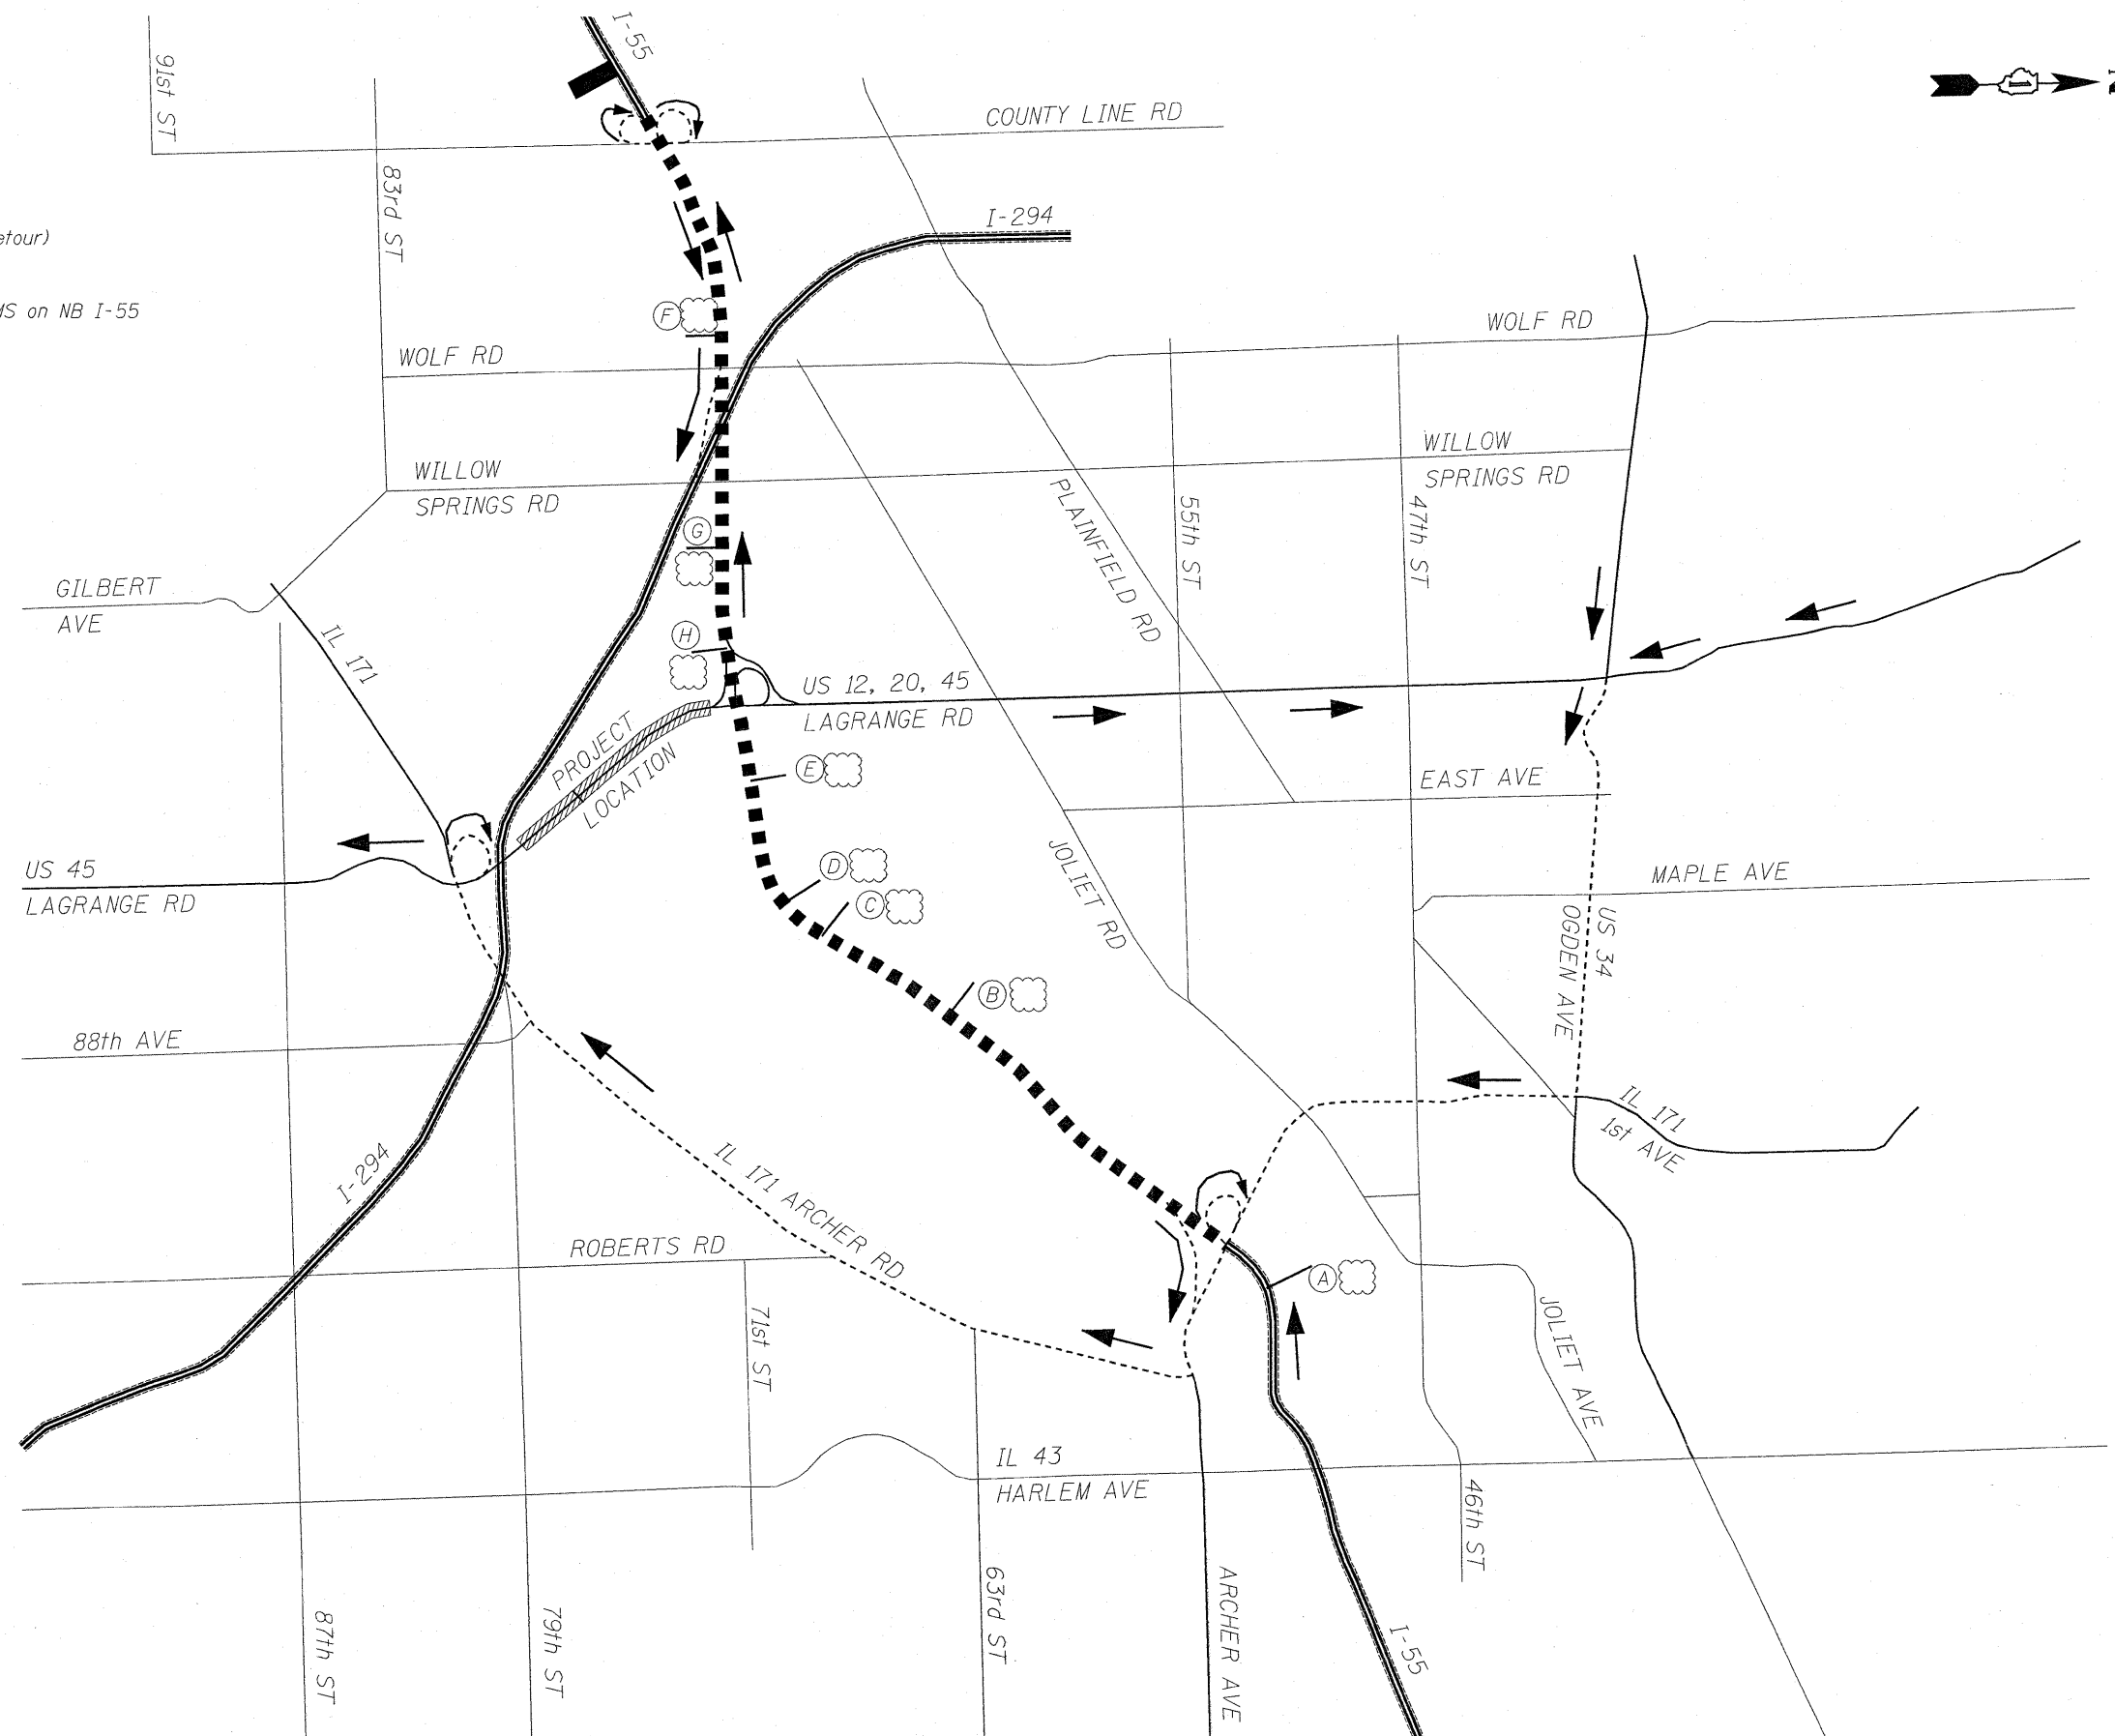 I-55
91st ST
COUNTY LINE RD
83rd ST
I-294
etour)
MS on NB I-55
F
WOLF RD
WOLF RD
WILLOW
SPRINGS RD
WILLOW
SPRINGS RD
PLAINFIELD RD
55th ST
47th ST
G
GILBERT
AVE
IL 171
H
US 12, 20, 45
LAGRANGE RD
PROJECT
LOCATION
E
EAST AVE
US 45
LAGRANGE RD
D
C
JOLIET RD
MAPLE AVE
US 34
OGDEN AVE
B
88th AVE
IL 171
1st AVE
I-294
IL 171 ARCHER RD
ROBERTS RD
A
71st ST
JOLIET AVE
IL 43
HARLEM AVE
46th ST
63rd ST
ARCHER AVE
87th ST
79th ST
I-55